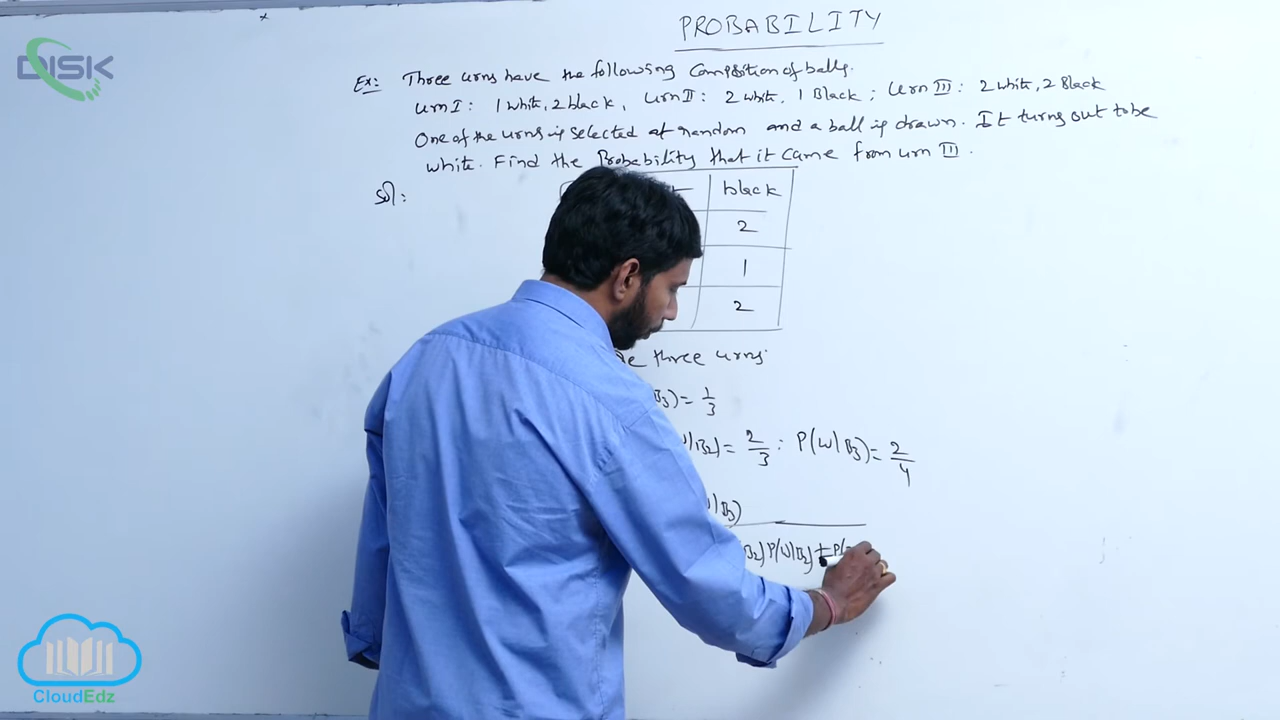 DISK
PROBABILITY
Ex: Three urns have the following Composition of balls.
Urn I: 1 white, 2 black, Urn II: 2 white, 1 Black; Urn III: 2 white, 2 Black
One of the urns is selected at random and a ball is drawn. It turns out to be
white. Find the Probability that it came from urn III.
Sol:
black
2
1
2
three urns
B3) = 1/3
W|B2) = 2/3 : P(W|B3) = 2/4
|B3)
B2) P(W|B2) + P(
CloudEdz